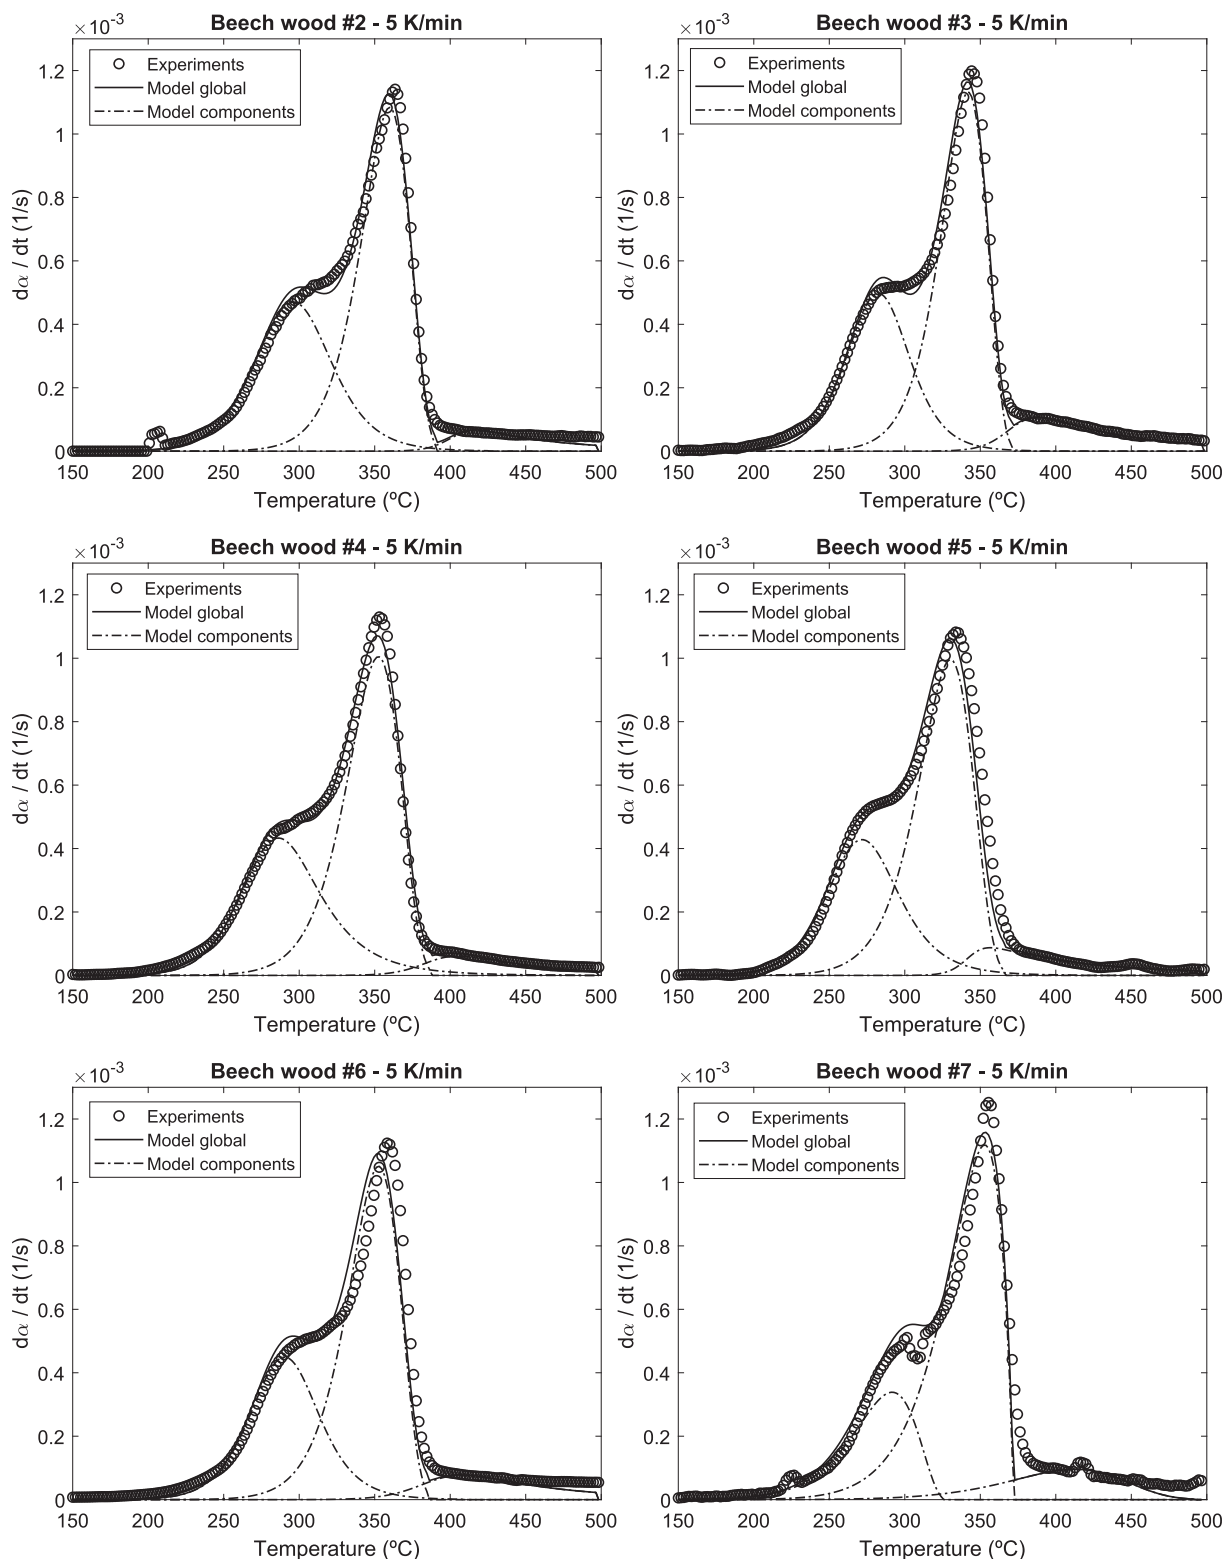 ×10⁻³
Beech wood #2 - 5 K/min
Experiments
Model global
Model components
1.2
1
0.8
0.6
0.4
0.2
0
dα / dt (1/s)
150 200 250 300 350 400 450 500
Temperature (ºC)
×10⁻³
Beech wood #3 - 5 K/min
Experiments
Model global
Model components
1.2
1
0.8
0.6
0.4
0.2
0
dα / dt (1/s)
150 200 250 300 350 400 450 500
Temperature (ºC)
×10⁻³
Beech wood #4 - 5 K/min
Experiments
Model global
Model components
1.2
1
0.8
0.6
0.4
0.2
0
dα / dt (1/s)
150 200 250 300 350 400 450 500
Temperature (ºC)
×10⁻³
Beech wood #5 - 5 K/min
Experiments
Model global
Model components
1.2
1
0.8
0.6
0.4
0.2
0
dα / dt (1/s)
150 200 250 300 350 400 450 500
Temperature (ºC)
×10⁻³
Beech wood #6 - 5 K/min
Experiments
Model global
Model components
1.2
1
0.8
0.6
0.4
0.2
0
dα / dt (1/s)
150 200 250 300 350 400 450 500
Temperature (ºC)
×10⁻³
Beech wood #7 - 5 K/min
Experiments
Model global
Model components
1.2
1
0.8
0.6
0.4
0.2
0
dα / dt (1/s)
150 200 250 300 350 400 450 500
Temperature (ºC)